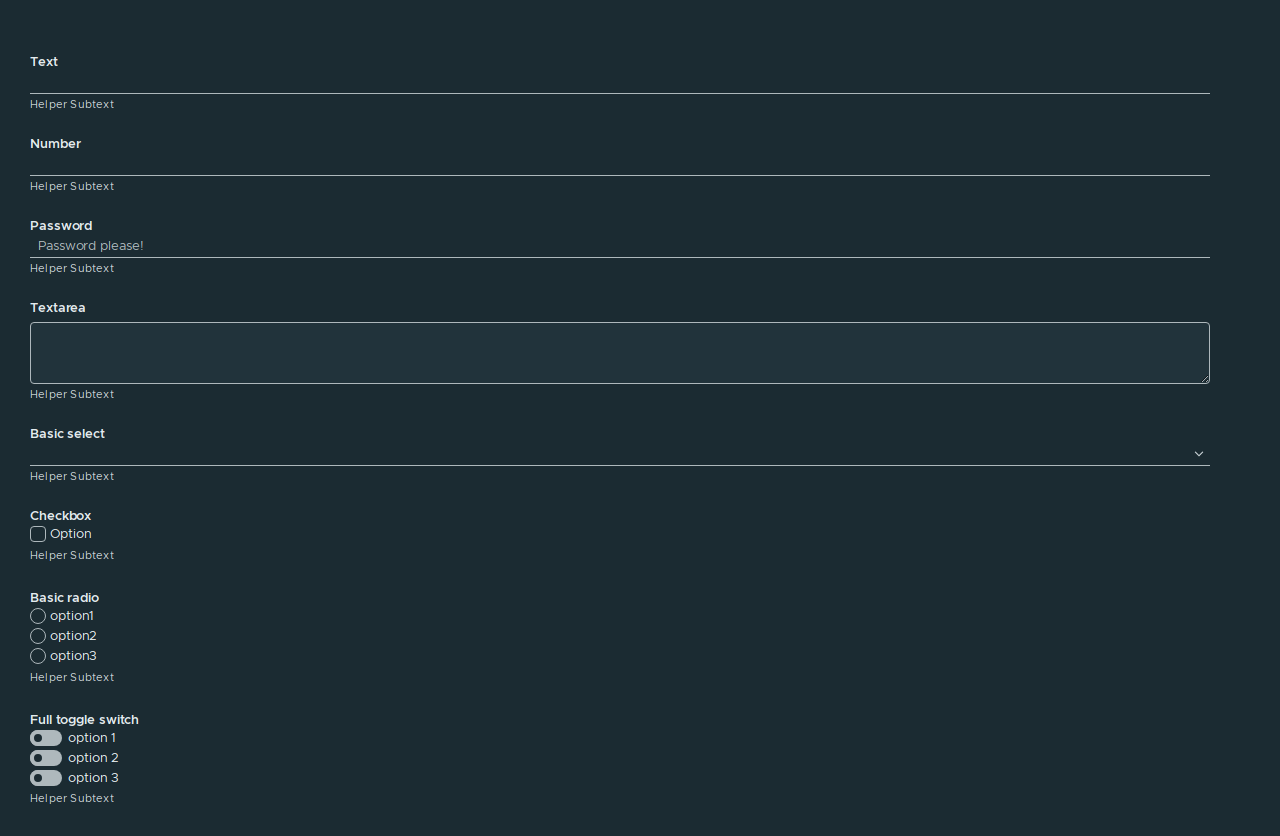 Text
Helper Subtext
Number
Helper Subtext
Password
Password please!
Helper Subtext
Textarea
Helper Subtext
Basic select
Helper Subtext
Checkbox
Option
Helper Subtext
Basic radio
option1
option2
option3
Helper Subtext
Full toggle switch
option 1
option 2
option 3
Helper Subtext